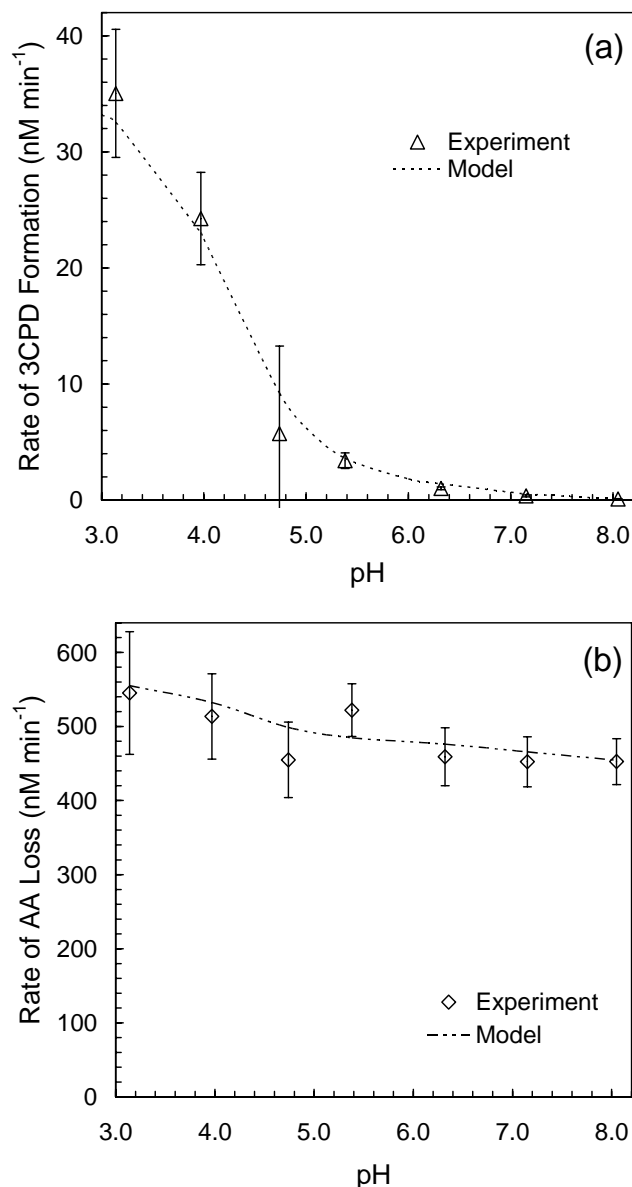 (a)
Rate of 3CPD Formation (nM min⁻¹)
40
30
20
10
0
Experiment
Model
3.0 4.0 5.0 6.0 7.0 8.0
pH
(b)
Rate of AA Loss (nM min⁻¹)
600
500
400
300
200
100
0
Experiment
Model
3.0 4.0 5.0 6.0 7.0 8.0
pH